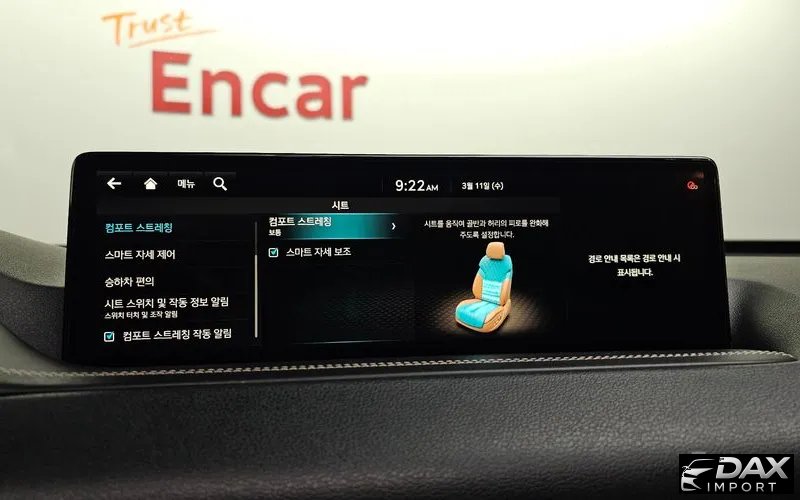 Trust
Encar
메뉴
9:22AM
3월 11일 (수)
시트
컴포트 스트레칭
스마트 자세 제어
승하차 편의
시트 스위치 및 작동 정보 알림
스위치 터치 및 조작 알림
컴포트 스트레칭 작동 알림
컴포트 스트레칭
보통
스마트 자세 보조
시트를 움직여 골반과 허리의 피로를 완화해
주도록 설정합니다.
경로 안내 목록은 경로 안내 시
표시됩니다.
DAX
IMPORT